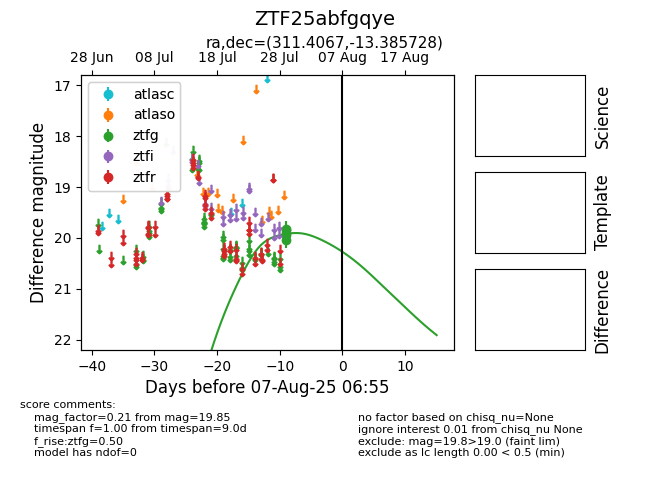 ZTF25abfgqye
ra,dec=(311.4067,-13.385728)
28 Jun 08 Jul 18 Jul 28 Jul 07 Aug 17 Aug
17
18
19
20
21
22
Difference magnitude
atlasc
atlaso
ztfg
ztfi
ztfr
−40 −30 −20 −10 0 10
Days before 07-Aug-25 06:55
Science
Template
Difference
score comments:
mag_factor=0.21 from mag=19.85
timespan f=1.00 from timespan=9.0d
f_rise:ztfg=0.50
model has ndof=0
no factor based on chisq_nu=None
ignore interest 0.01 from chisq_nu None
exclude: mag=19.8>19.0 (faint lim)
exclude as lc length 0.00 < 0.5 (min)